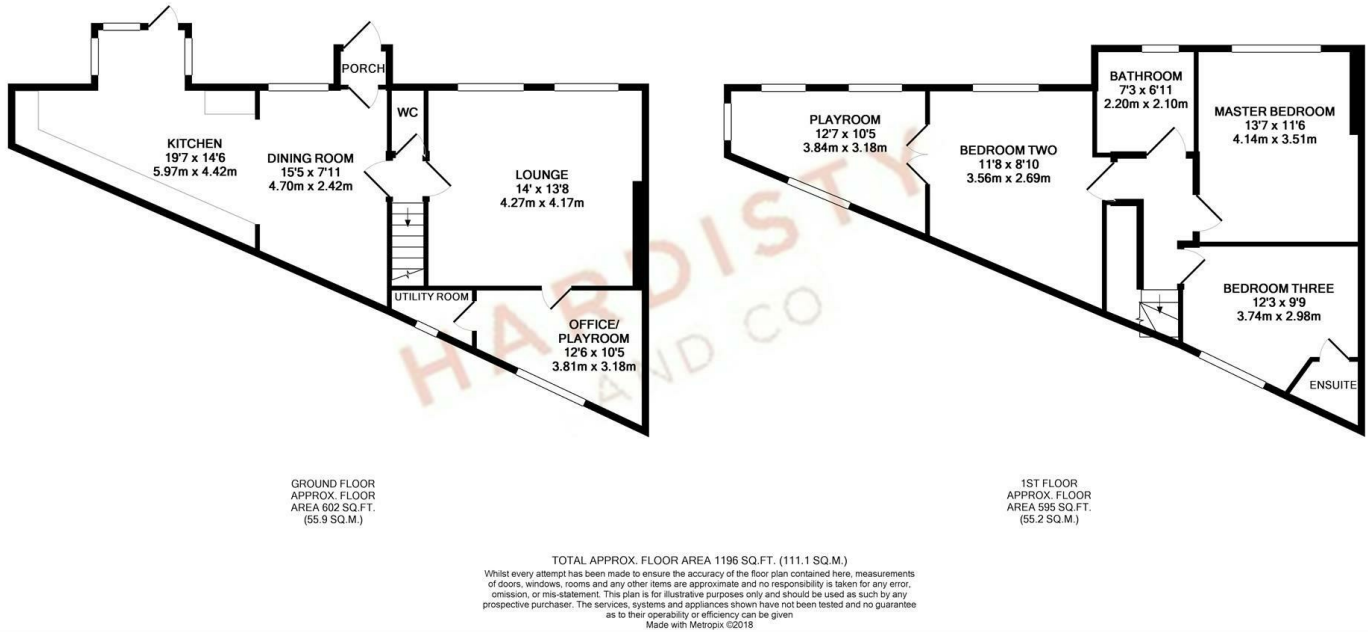 PORCH
WC
KITCHEN
19'7 x 14'6
5.97m x 4.42m
DINING ROOM
15'5 x 7'11
4.70m x 2.42m
LOUNGE
14' x 13'8
4.27m x 4.17m
UTILITY ROOM
OFFICE/
PLAYROOM
12'6 x 10'5
3.81m x 3.18m
PLAYROOM
12'7 x 10'5
3.84m x 3.18m
BEDROOM TWO
11'8 x 8'10
3.56m x 2.69m
BATHROOM
7'3 x 6'11
2.20m x 2.10m
MASTER BEDROOM
13'7 x 11'6
4.14m x 3.51m
BEDROOM THREE
12'3 x 9'9
3.74m x 2.98m
ENSUITE
HARDISTY
AND CO
GROUND FLOOR
APPROX. FLOOR
AREA 602 SQ.FT.
(55.9 SQ.M.)
1ST FLOOR
APPROX. FLOOR
AREA 595 SQ.FT.
(55.2 SQ.M.)
TOTAL APPROX. FLOOR AREA 1196 SQ.FT. (111.1 SQ.M.)
Whilst every attempt has been made to ensure the accuracy of the floor plan contained here, measurements
of doors, windows, rooms and any other items are approximate and no responsibility is taken for any error,
omission, or mis-statement. This plan is for illustrative purposes only and should be used as such by any
prospective purchaser. The services, systems and appliances shown have not been tested and no guarantee
as to their operability or efficiency can be given
Made with Metropix ©2018